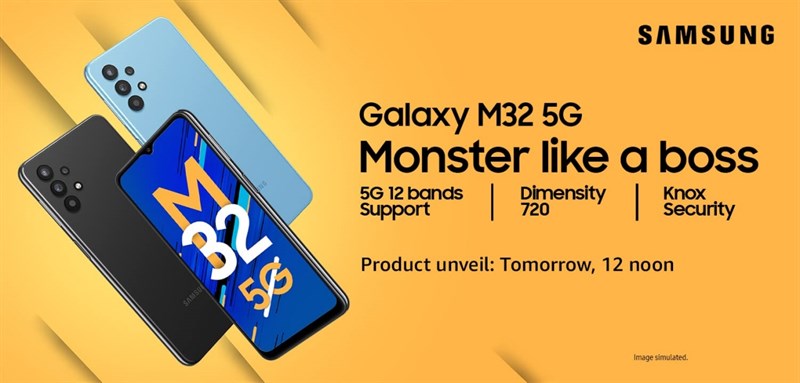 SAMSUNG
Galaxy M32 5G
Monster like a boss
5G 12 bands
Support
Dimensity
720
Knox
Security
Product unveil: Tomorrow, 12 noon
Image simulated.
M
32
5G
SAMSUNG